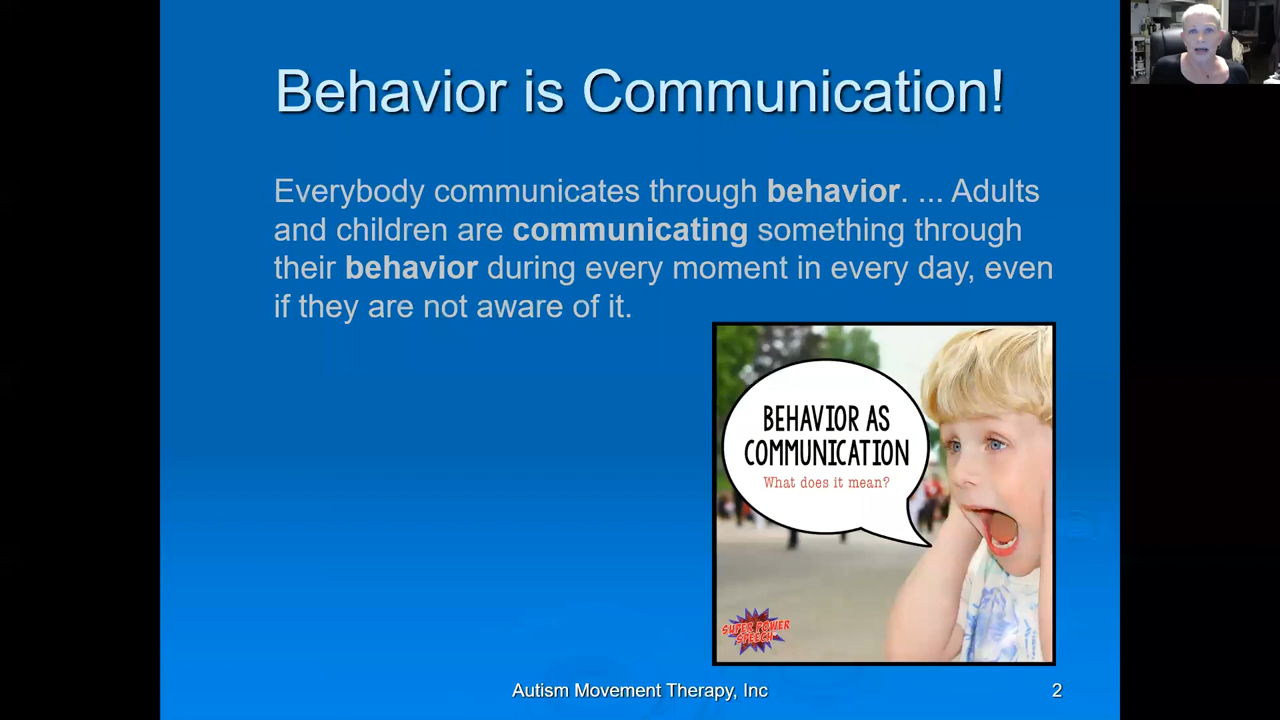 Behavior is Communication!
Everybody communicates through behavior. ... Adults
and children are communicating something through
their behavior during every moment in every day, even
if they are not aware of it.
BEHAVIOR AS
COMMUNICATION
What does it mean?
SUPER POWER
SPEECH
Autism Movement Therapy, Inc
2